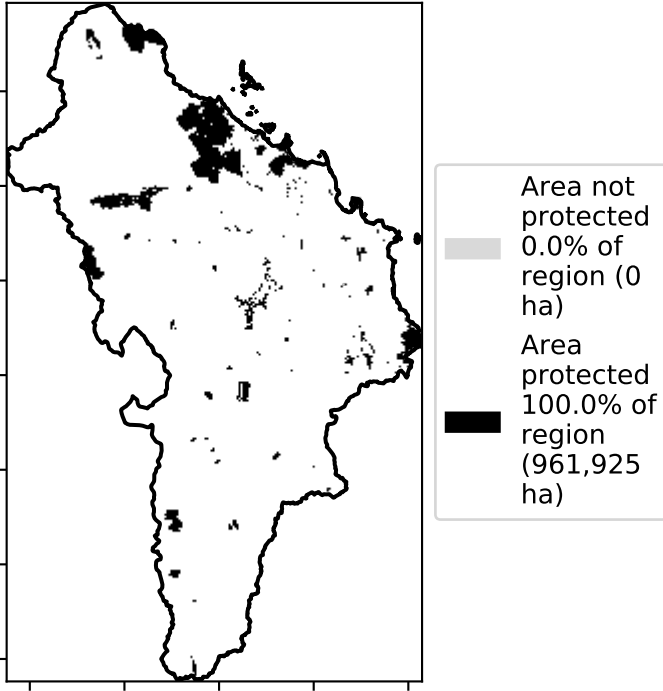 Area not
protected
0.0% of
region (0
ha)
Area
protected
100.0% of
region
(961,925
ha)